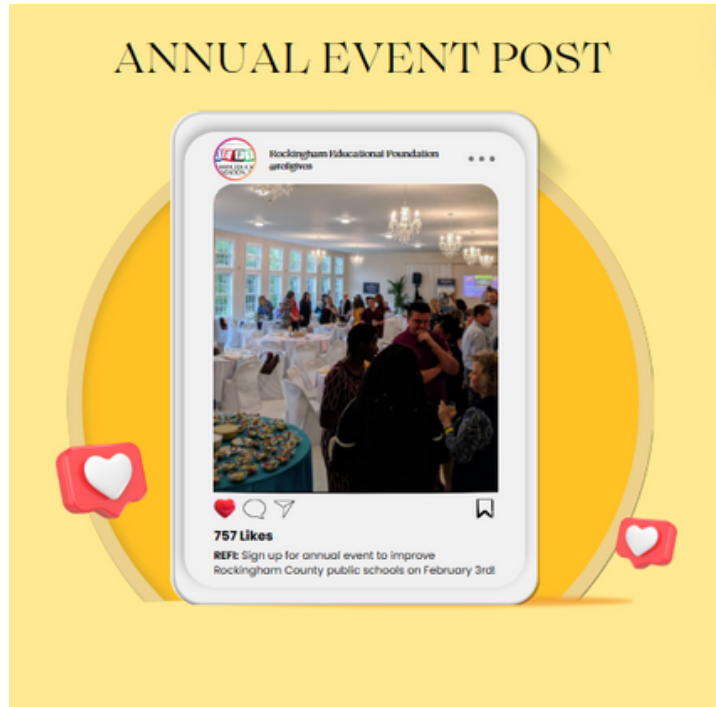 ANNUAL EVENT POST
Rockingham Educational Foundation
@refigives
757 Likes
REFI: Sign up for annual event to improve
Rockingham County public schools on February 3rd!